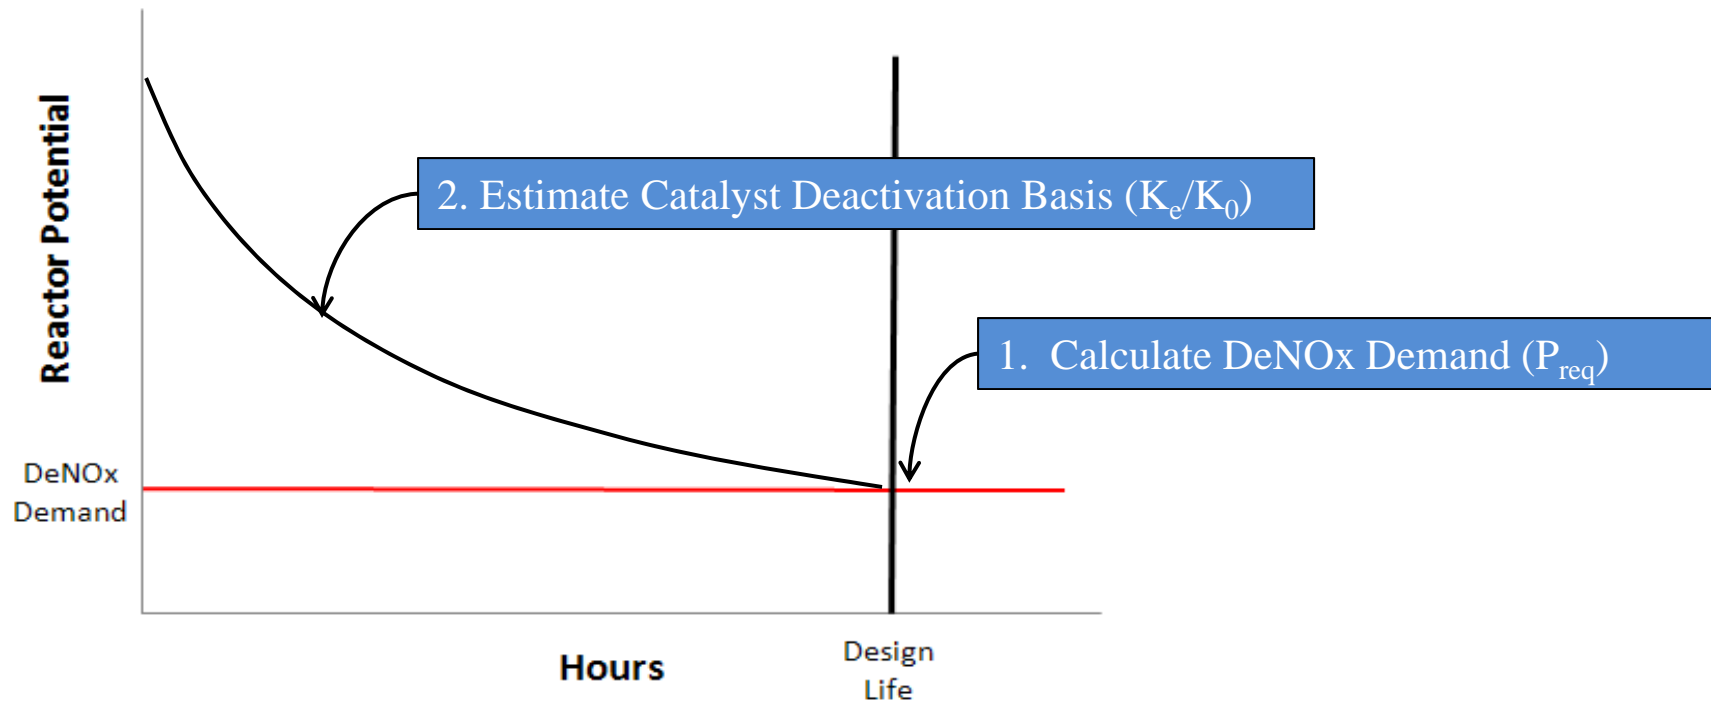 Reactor Potential
2. Estimate Catalyst Deactivation Basis (Ke/K0)
1. Calculate DeNOx Demand (Preq)
DeNOx
Demand
Hours
Design
Life